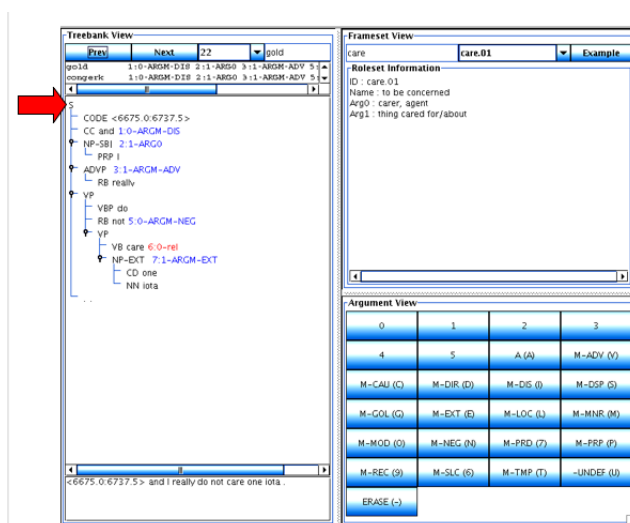 Treebank View
Prev Next 22 gold
gold 1:0-ARGM-DIS 2:1-ARG0 3:1-ARGM-ADV
congerk 1:0-ARGM-DIS 2:1-ARG0 3:1-ARGM-ADV
S
CODE <6675.0:6737.5>
CC and 1:0-ARGM-DIS
NP-SBJ 2:1-ARG0
PRP I
ADVP 3:1-ARGM-ADV
RB really
VP
VBP do
RB not 5:0-ARGM-NEG
VP
VB care 6:0-rel
NP-EXT 7:1-ARGM-EXT
CD one
NN iota
. .
<6675.0:6737.5> and I really do not care one iota .
Frameset View
care care.01 Example
Roleset Information
ID : care.01
Name : to be concerned
Arg0 : carer, agent
Arg1 : thing cared for/about
Argument View
0 1 2 3
4 5 A (A) M-ADV (V)
M-CAU (C) M-DIR (D) M-DIS (I) M-DSP (S)
M-GOL (G) M-EXT (E) M-LOC (L) M-MNR (M)
M-MOD (O) M-NEG (N) M-PRD (7) M-PRP (P)
M-REC (9) M-SLC (6) M-TMP (T) -UNDEF (U)
ERASE (-)